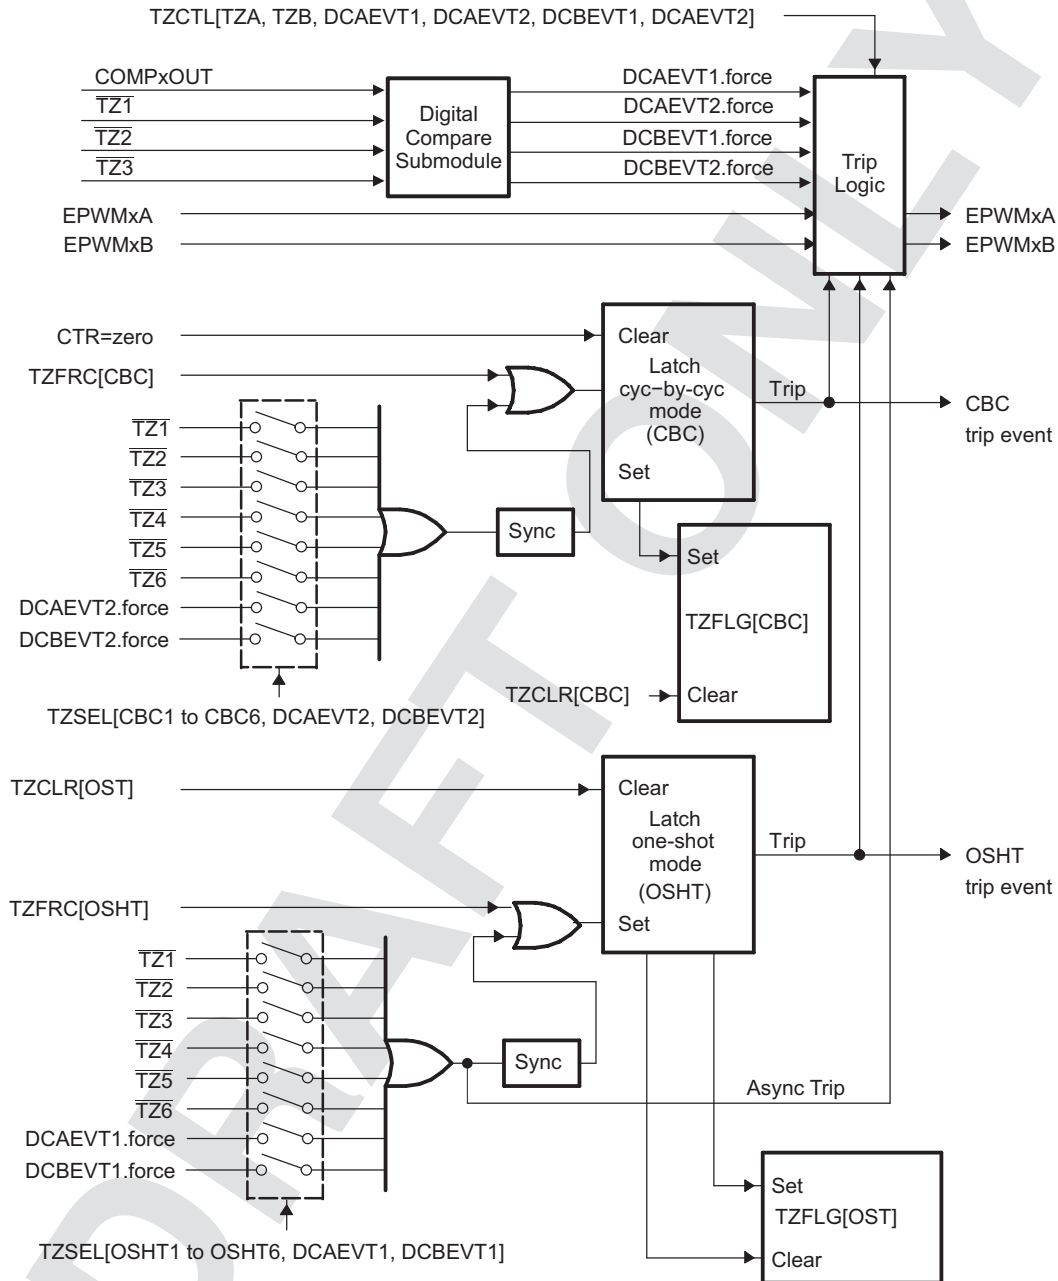 TZCTL[TZA, TZB, DCAEVT1, DCAEVT2, DCBEVT1, DCAEVT2]
COMPxOUT
TZ1
TZ2
TZ3
Digital
Compare
Submodule
DCAEVT1.force
DCAEVT2.force
DCBEVT1.force
DCBEVT2.force
Trip
Logic
EPWMxA
EPWMxB
EPWMxA
EPWMxB
CTR=zero
TZFRC[CBC]
Clear
Latch
cyc−by-cyc
mode
(CBC)
Set
Trip
CBC
trip event
TZ1
TZ2
TZ3
TZ4
TZ5
TZ6
DCAEVT2.force
DCBEVT2.force
Sync
Set
TZFLG[CBC]
Clear
TZCLR[CBC]
TZSEL[CBC1 to CBC6, DCAEVT2, DCBEVT2]
TZCLR[OST]
Clear
Latch
one-shot
mode
(OSHT)
Set
Trip
OSHT
trip event
TZFRC[OSHT]
TZ1
TZ2
TZ3
TZ4
TZ5
TZ6
DCAEVT1.force
DCBEVT1.force
Sync
Async Trip
Set
TZFLG[OST]
Clear
TZSEL[OSHT1 to OSHT6, DCAEVT1, DCBEVT1]
DRAFT ONLY